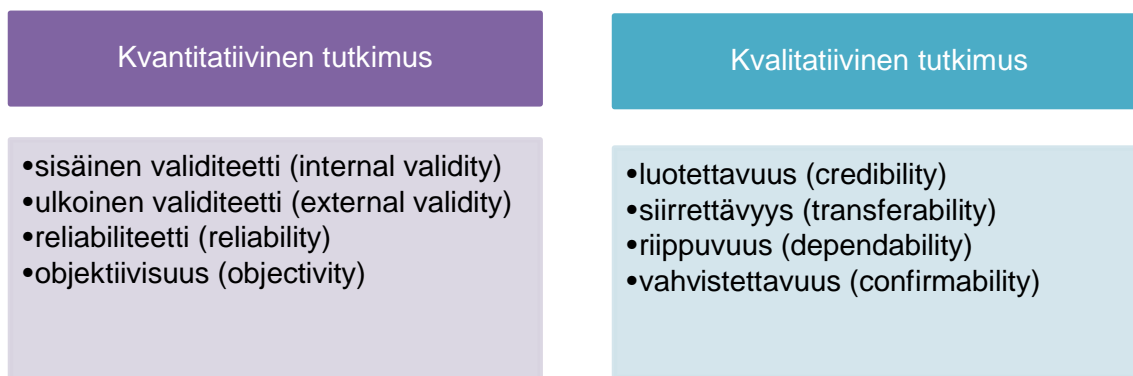 Kvantitatiivinen tutkimus
•sisäinen validiteetti (internal validity)
•ulkoinen validiteetti (external validity)
•reliabiliteetti (reliability)
•objektiivisuus (objectivity)
Kvalitatiivinen tutkimus
•luotettavuus (credibility)
•siirrettävyys (transferability)
•riippuvuus (dependability)
•vahvistettavuus (confirmability)